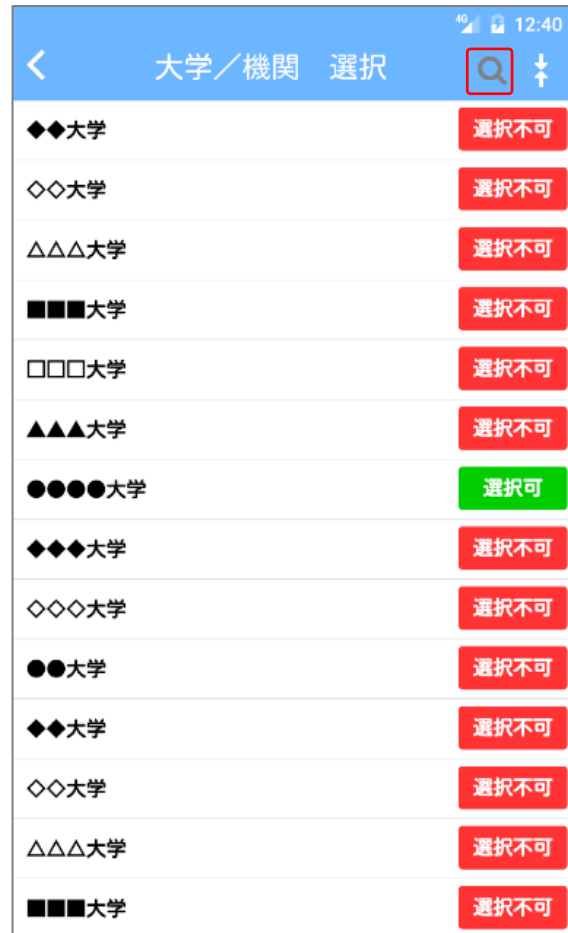 4G 12:40
大学／機関　選択
◆◆大学 選択不可
◇◇大学 選択不可
△△△大学 選択不可
■■■大学 選択不可
□□□大学 選択不可
▲▲▲大学 選択不可
●●●●大学 選択可
◆◆◆大学 選択不可
◇◇◇大学 選択不可
●●大学 選択不可
◆◆大学 選択不可
◇◇大学 選択不可
△△△大学 選択不可
■■■大学 選択不可